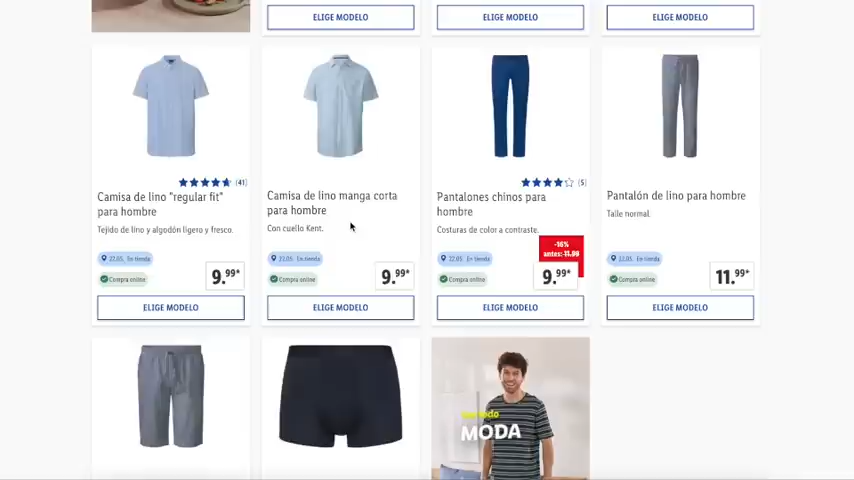 ELIGE MODELO
ELIGE MODELO
ELIGE MODELO
(41)
Camisa de lino "regular fit"
para hombre
Tejido de lino y algodón ligero y fresco.
22.05. En tienda
Compra online
9.99*
ELIGE MODELO
Camisa de lino manga corta
para hombre
Con cuello Kent.
22.05. En tienda
Compra online
9.99*
ELIGE MODELO
(5)
Pantalones chinos para
hombre
Costuras de color a contraste.
22.05. En tienda
Compra online
-16%
antes: 11.99
9.99*
ELIGE MODELO
Pantalón de lino para hombre
Talle normal.
22.05. En tienda
Compra online
11.99*
ELIGE MODELO
MODA